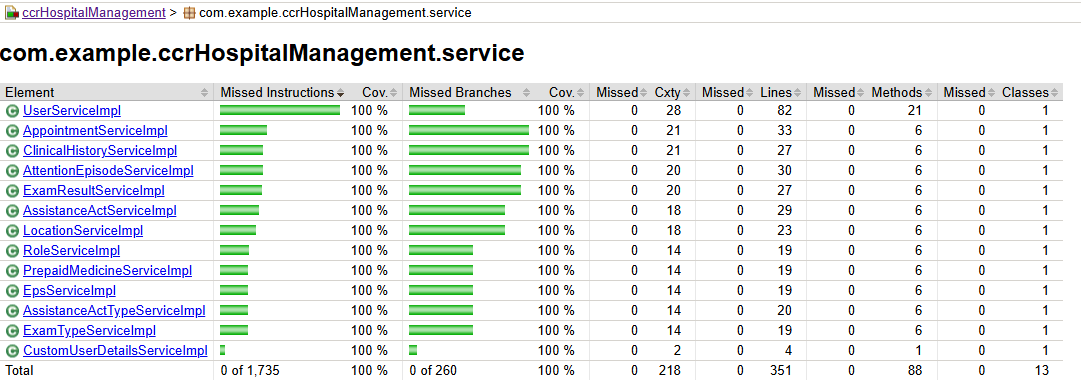 ccrHospitalManagement > com.example.ccrHospitalManagement.service
com.example.ccrHospitalManagement.service
Element Missed Instructions Cov. Missed Branches Cov. Missed Cxty Missed Lines Missed Methods Missed Classes
UserServiceImpl 100 % 100 % 0 28 0 82 0 21 0 1
AppointmentServiceImpl 100 % 100 % 0 21 0 33 0 6 0 1
ClinicalHistoryServiceImpl 100 % 100 % 0 21 0 27 0 6 0 1
AttentionEpisodeServiceImpl 100 % 100 % 0 20 0 30 0 6 0 1
ExamResultServiceImpl 100 % 100 % 0 20 0 27 0 6 0 1
AssistanceActServiceImpl 100 % 100 % 0 18 0 29 0 6 0 1
LocationServiceImpl 100 % 100 % 0 18 0 23 0 6 0 1
RoleServiceImpl 100 % 100 % 0 14 0 19 0 6 0 1
PrepaidMedicineServiceImpl 100 % 100 % 0 14 0 19 0 6 0 1
EpsServiceImpl 100 % 100 % 0 14 0 19 0 6 0 1
AssistanceActTypeServiceImpl 100 % 100 % 0 14 0 20 0 6 0 1
ExamTypeServiceImpl 100 % 100 % 0 14 0 19 0 6 0 1
CustomUserDetailsServiceImpl 100 % 100 % 0 2 0 4 0 1 0 1
Total 0 of 1,735 100 % 0 of 260 100 % 0 218 0 351 0 88 0 13